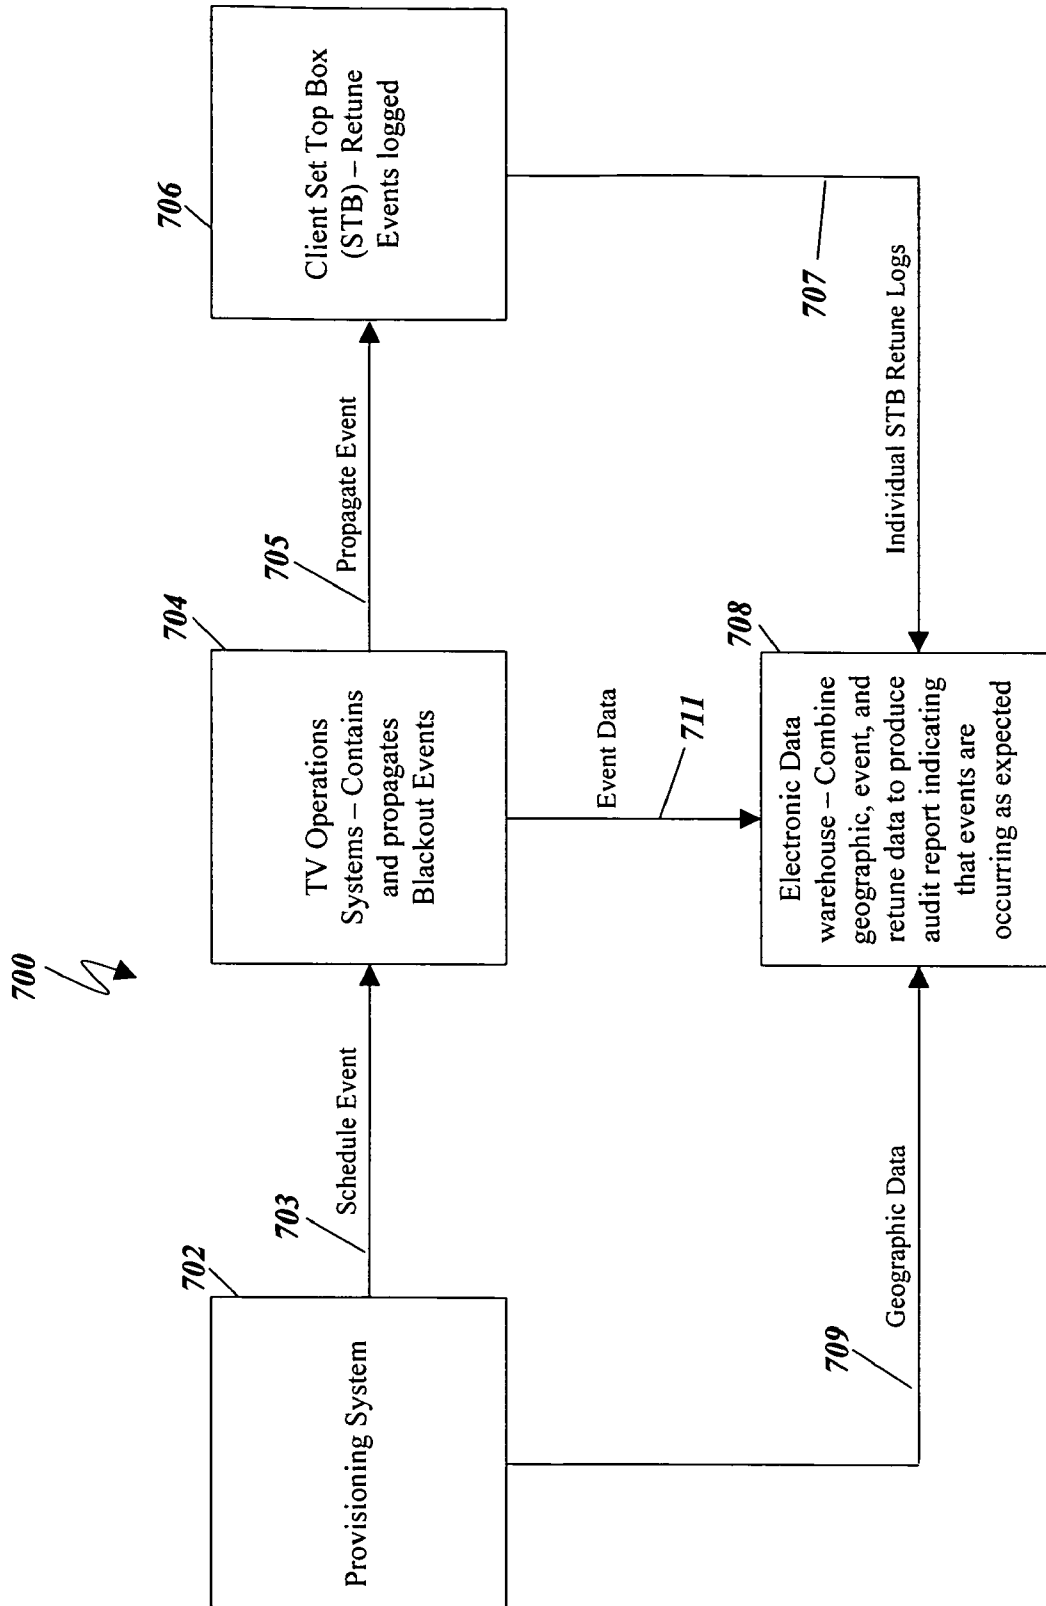 700
702
Provisioning System
703
Schedule Event
704
TV Operations
Systems – Contains
and propagates
Blackout Events
705
Propagate Event
706
Client Set Top Box
(STB) – Retune
Events logged
709
Geographic Data
Event Data
711
708
Electronic Data
warehouse – Combine
geographic, event, and
retune data to produce
audit report indicating
that events are
occurring as expected
707
Individual STB Retune Logs